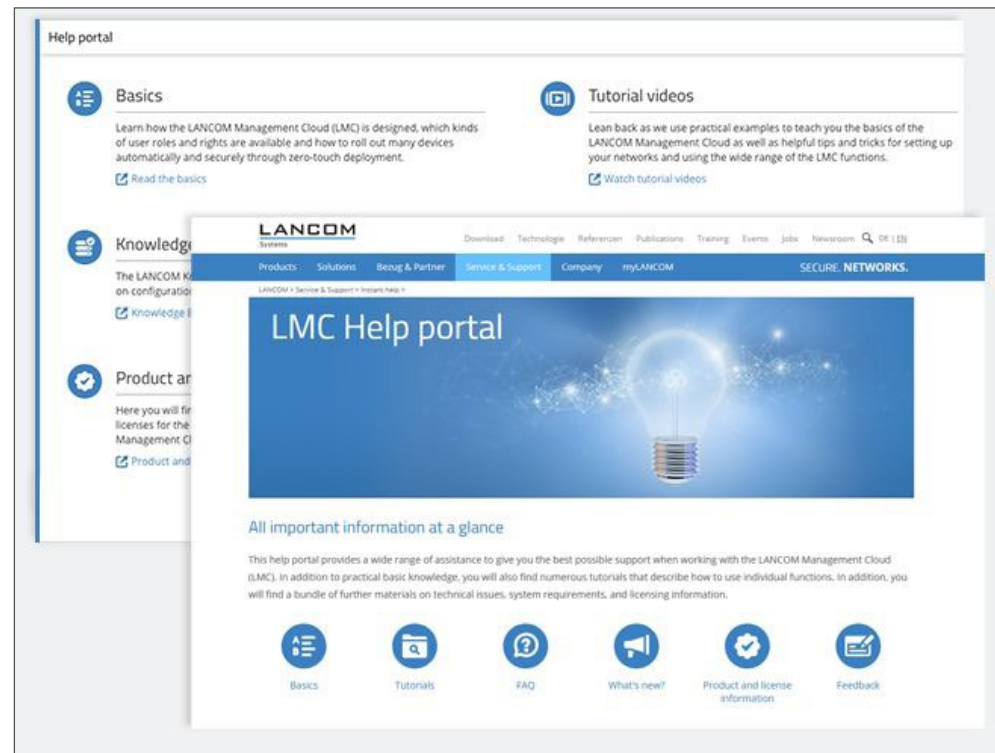 Help portal
Basics
Learn how the LANCOM Management Cloud (LMC) is designed, which kinds
of user roles and rights are available and how to roll out many devices
automatically and securely through zero-touch deployment.
Read the basics
Tutorial videos
Lean back as we use practical examples to teach you the basics of the
LANCOM Management Cloud as well as helpful tips and tricks for setting up
your networks and using the wide range of the LMC functions.
Watch tutorial videos
Knowledge
The LANCOM
on configuration
Knowledge
Product
Here you will
licenses for the
Management
Product and
LANCOM
Systems
Download Technologie Referenzen Publications Training Events Jobs Newsroom DE | EN
Products Solutions Bezug & Partner Service & Support Company myLANCOM SECURE. NETWORKS.
LANCOM > Service & Support > Instant help >
LMC Help portal
All important information at a glance
This help portal provides a wide range of assistance to give you the best possible support when working with the LANCOM Management Cloud
(LMC). In addition to practical basic knowledge, you will also find numerous tutorials that describe how to use individual functions. In addition, you
will find a bundle of further materials on technical issues, system requirements, and licensing information.
Basics
Tutorials
FAQ
What's new?
Product and license
information
Feedback